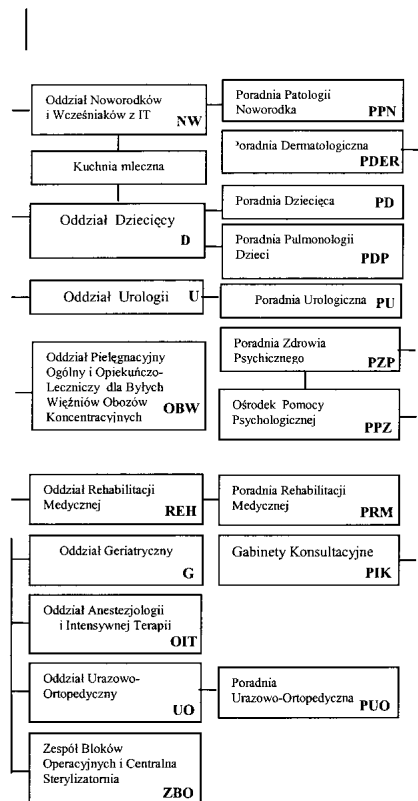 Oddział Noworodków
i Wcześniaków z IT
NW
Poradnia Patologii
Noworodka
PPN
Poradnia Dermatologiczna
PDER
Kuchnia mleczna
Oddział Dziecięcy
D
Poradnia Dziecięca
PD
Poradnia Pulmonologii
Dzieci
PDP
Oddział Urologii U
Poradnia Urologiczna PU
Oddział Pielęgnacyjny
Ogólny i Opiekuńczo-
Leczniczy dla Byłych
Więźniów Obozów
Koncentracyjnych
OBW
Poradnia Zdrowia
Psychicznego
PZP
Ośrodek Pomocy
Psychologicznej
PPZ
Oddział Rehabilitacji
Medycznej
REH
Poradnia Rehabilitacji
Medycznej
PRM
Oddział Geriatryczny
G
Gabinety Konsultacyjne
PIK
Oddział Anestezjologii
i Intensywnej Terapii
OIT
Oddział Urazowo-
Ortopedyczny
UO
Poradnia
Urazowo-Ortopedyczna
PUO
Zespół Bloków
Operacyjnych i Centralna
Sterylizatornia
ZBO